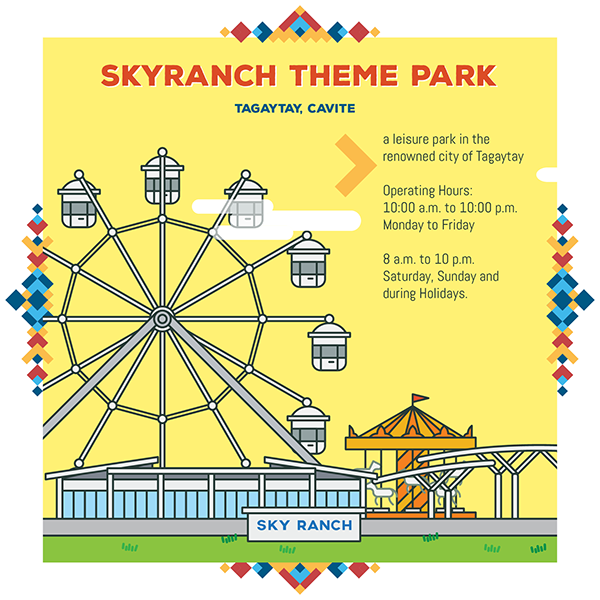 SKYRANCH THEME PARK
TAGAYTAY, CAVITE
a leisure park in the
renowned city of Tagaytay
Operating Hours:
10:00 a.m. to 10:00 p.m.
Monday to Friday
8 a.m. to 10 p.m.
Saturday, Sunday and
during Holidays.
SKY RANCH